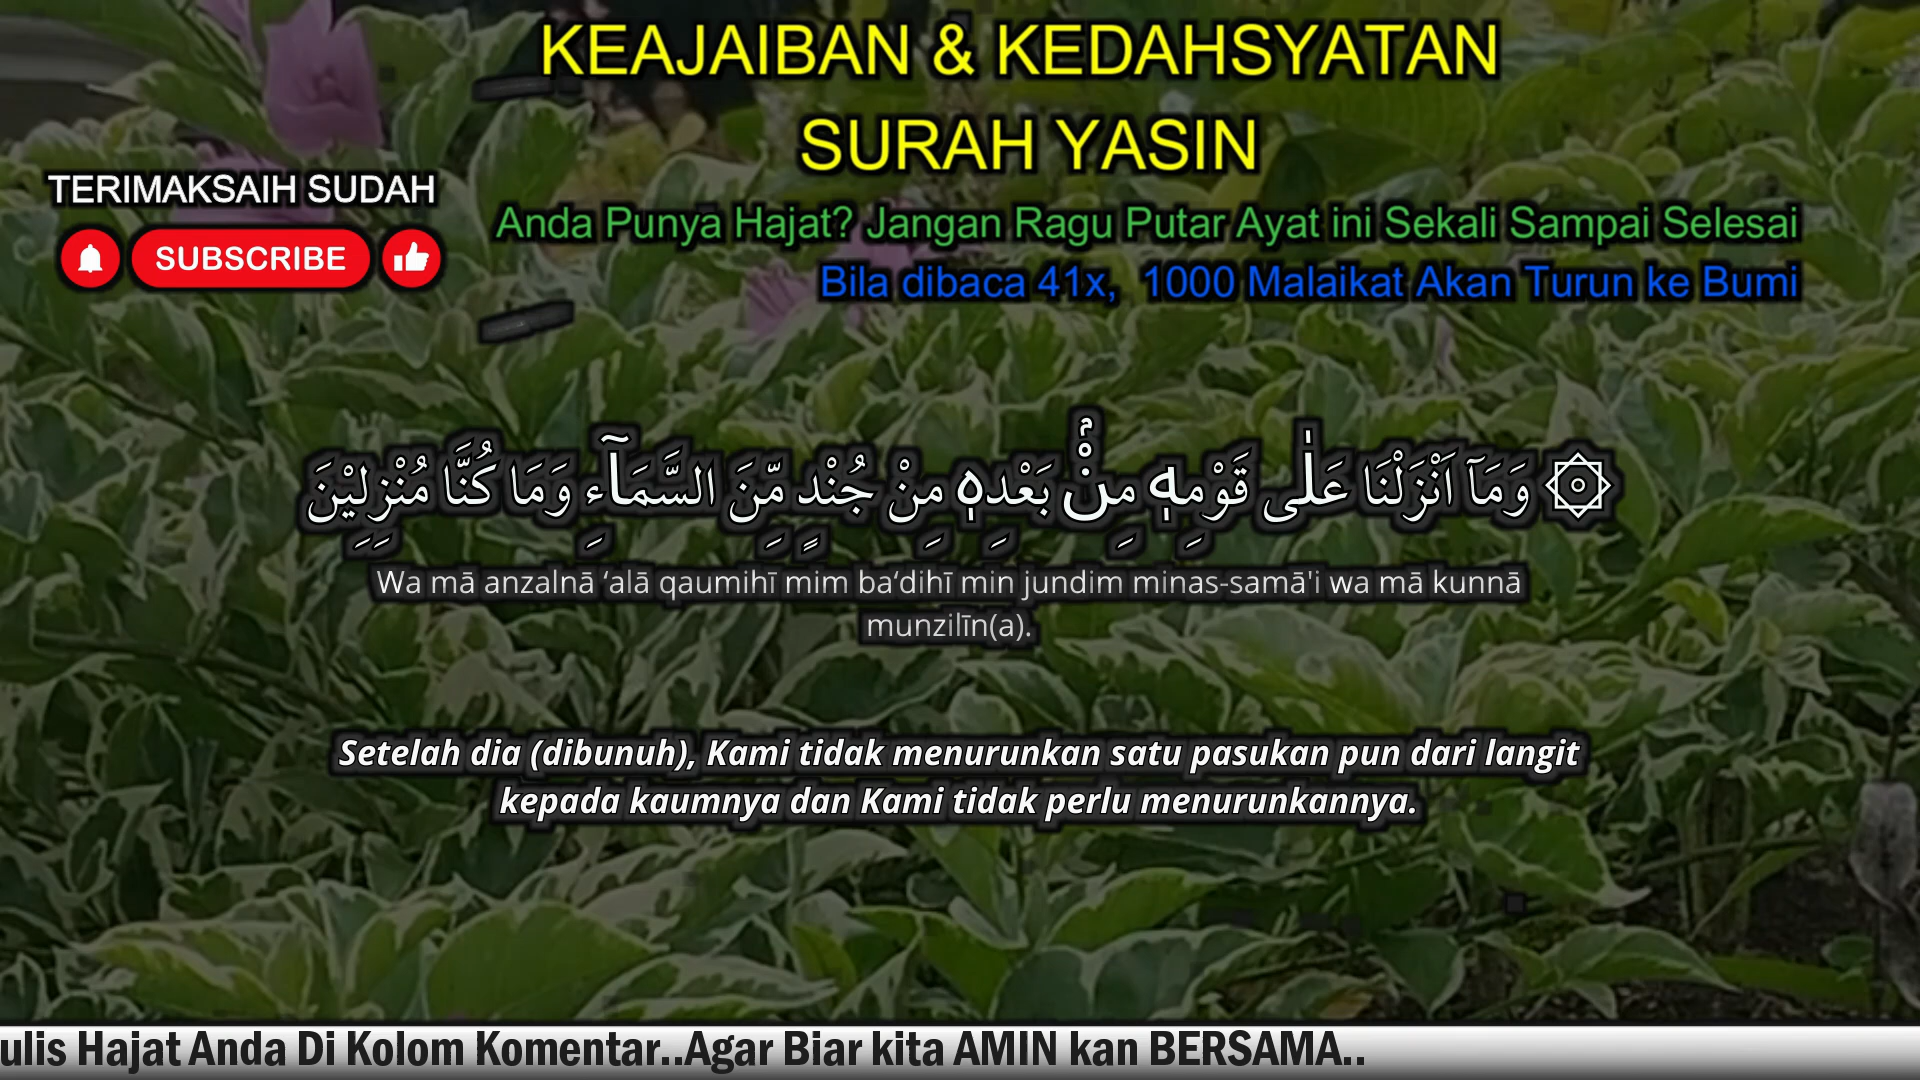 KEAJAIBAN & KEDAHSYATAN
SURAH YASIN
TERIMAKSAIH SUDAH
SUBSCRIBE
Anda Punya Hajat? Jangan Ragu Putar Ayat ini Sekali Sampai Selesai
Bila dibaca 41x, 1000 Malaikat Akan Turun ke Bumi
۞ وَمَآ اَنْزَلْنَا عَلٰى قَوْمِهٖ مِنْۢ بَعْدِهٖ مِنْ جُنْدٍ مِّنَ السَّمَاۤءِ وَمَا كُنَّا مُنْزِلِيْنَ
Wa mā anzalnā ‘alā qaumihī mim ba‘dihī min jundim minas-samā'i wa mā kunnā
munzilīn(a).
Setelah dia (dibunuh), Kami tidak menurunkan satu pasukan pun dari langit
kepada kaumnya dan Kami tidak perlu menurunkannya.
ulis Hajat Anda Di Kolom Komentar..Agar Biar kita AMIN kan BERSAMA..